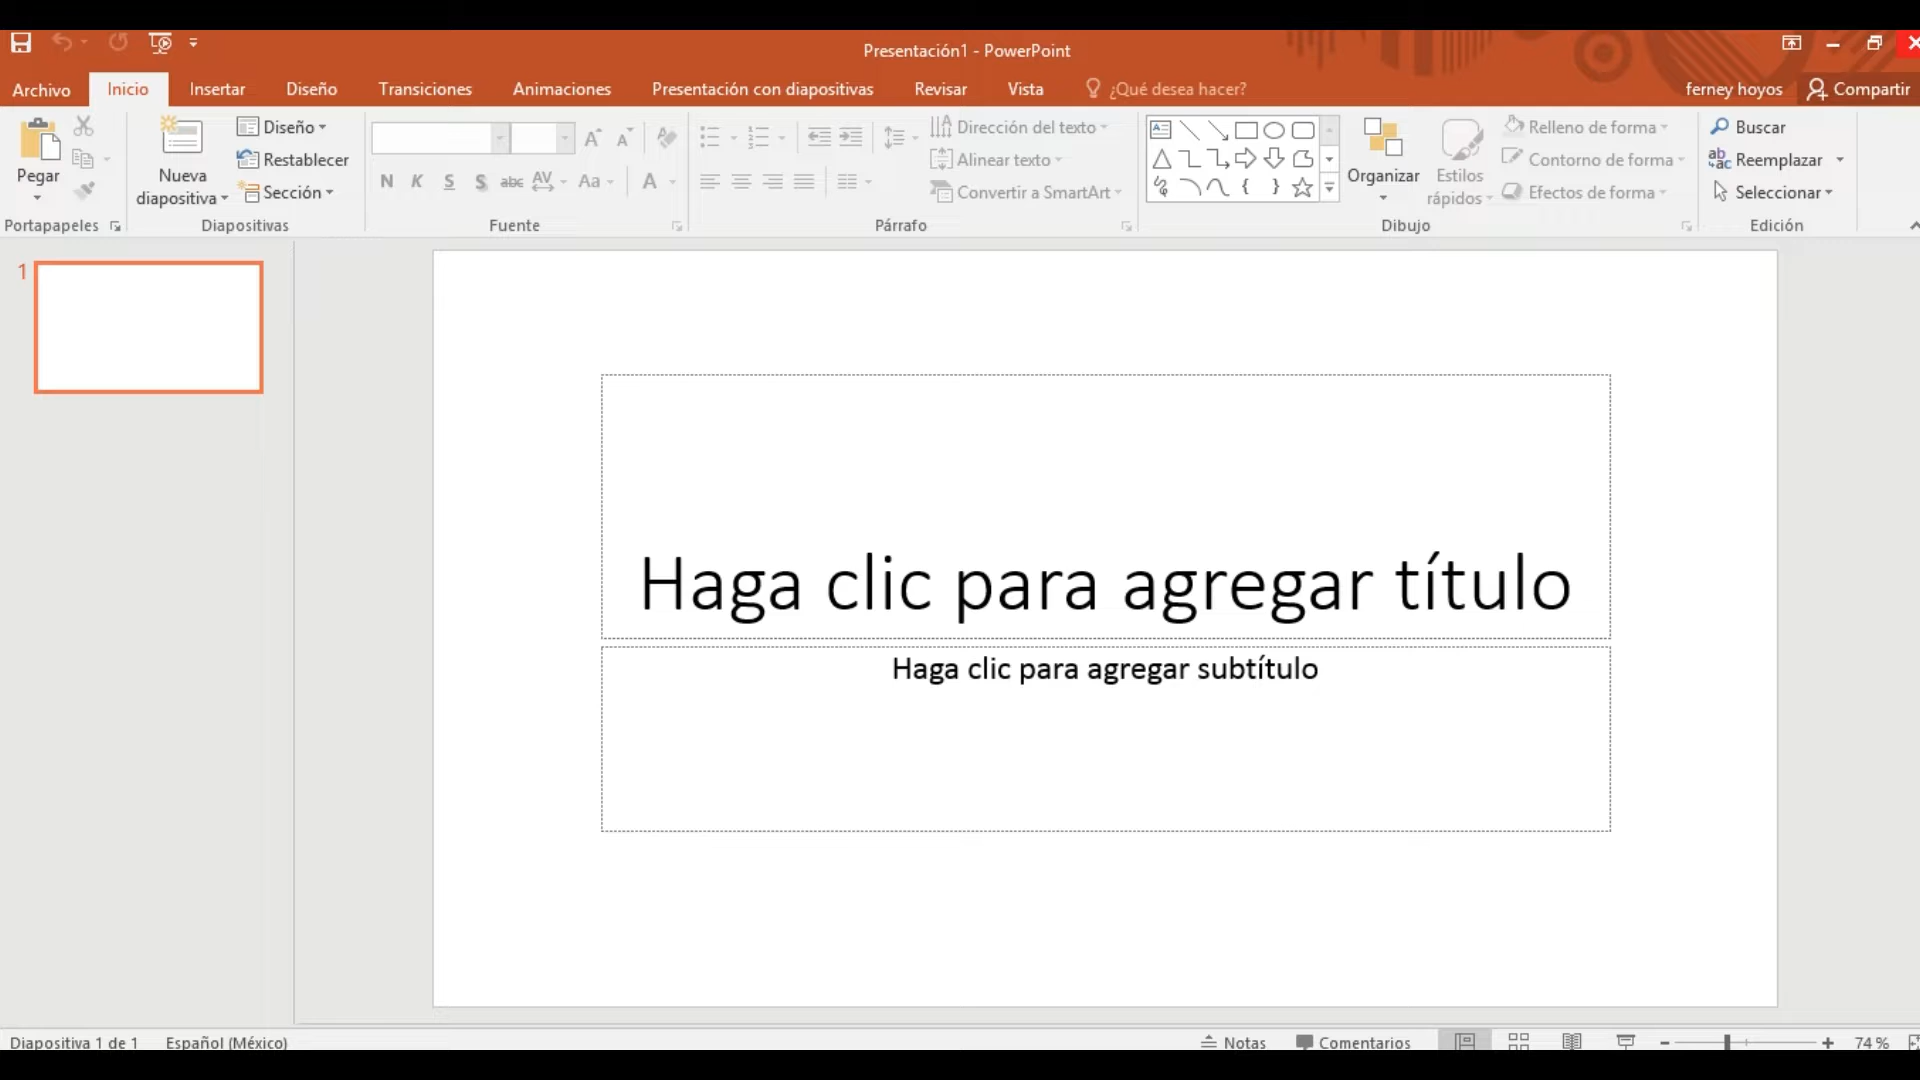 Presentación1 - PowerPoint
Archivo Inicio Insertar Diseño Transiciones Animaciones Presentación con diapositivas Revisar Vista ¿Qué desea hacer? ferney hoyos Compartir
Pegar
Portapapeles
Nueva
diapositiva
Diseño
Restablecer
Sección
Diapositivas
N K S S abc AV Aa A
Fuente
Dirección del texto
Alinear texto
Convertir a SmartArt
Párrafo
Organizar
Estilos
rápidos
Relleno de forma
Contorno de forma
Efectos de forma
Dibujo
Buscar
Reemplazar
Seleccionar
Edición
1
Haga clic para agregar título
Haga clic para agregar subtítulo
Diapositiva 1 de 1 Español (México) Notas Comentarios 74 %